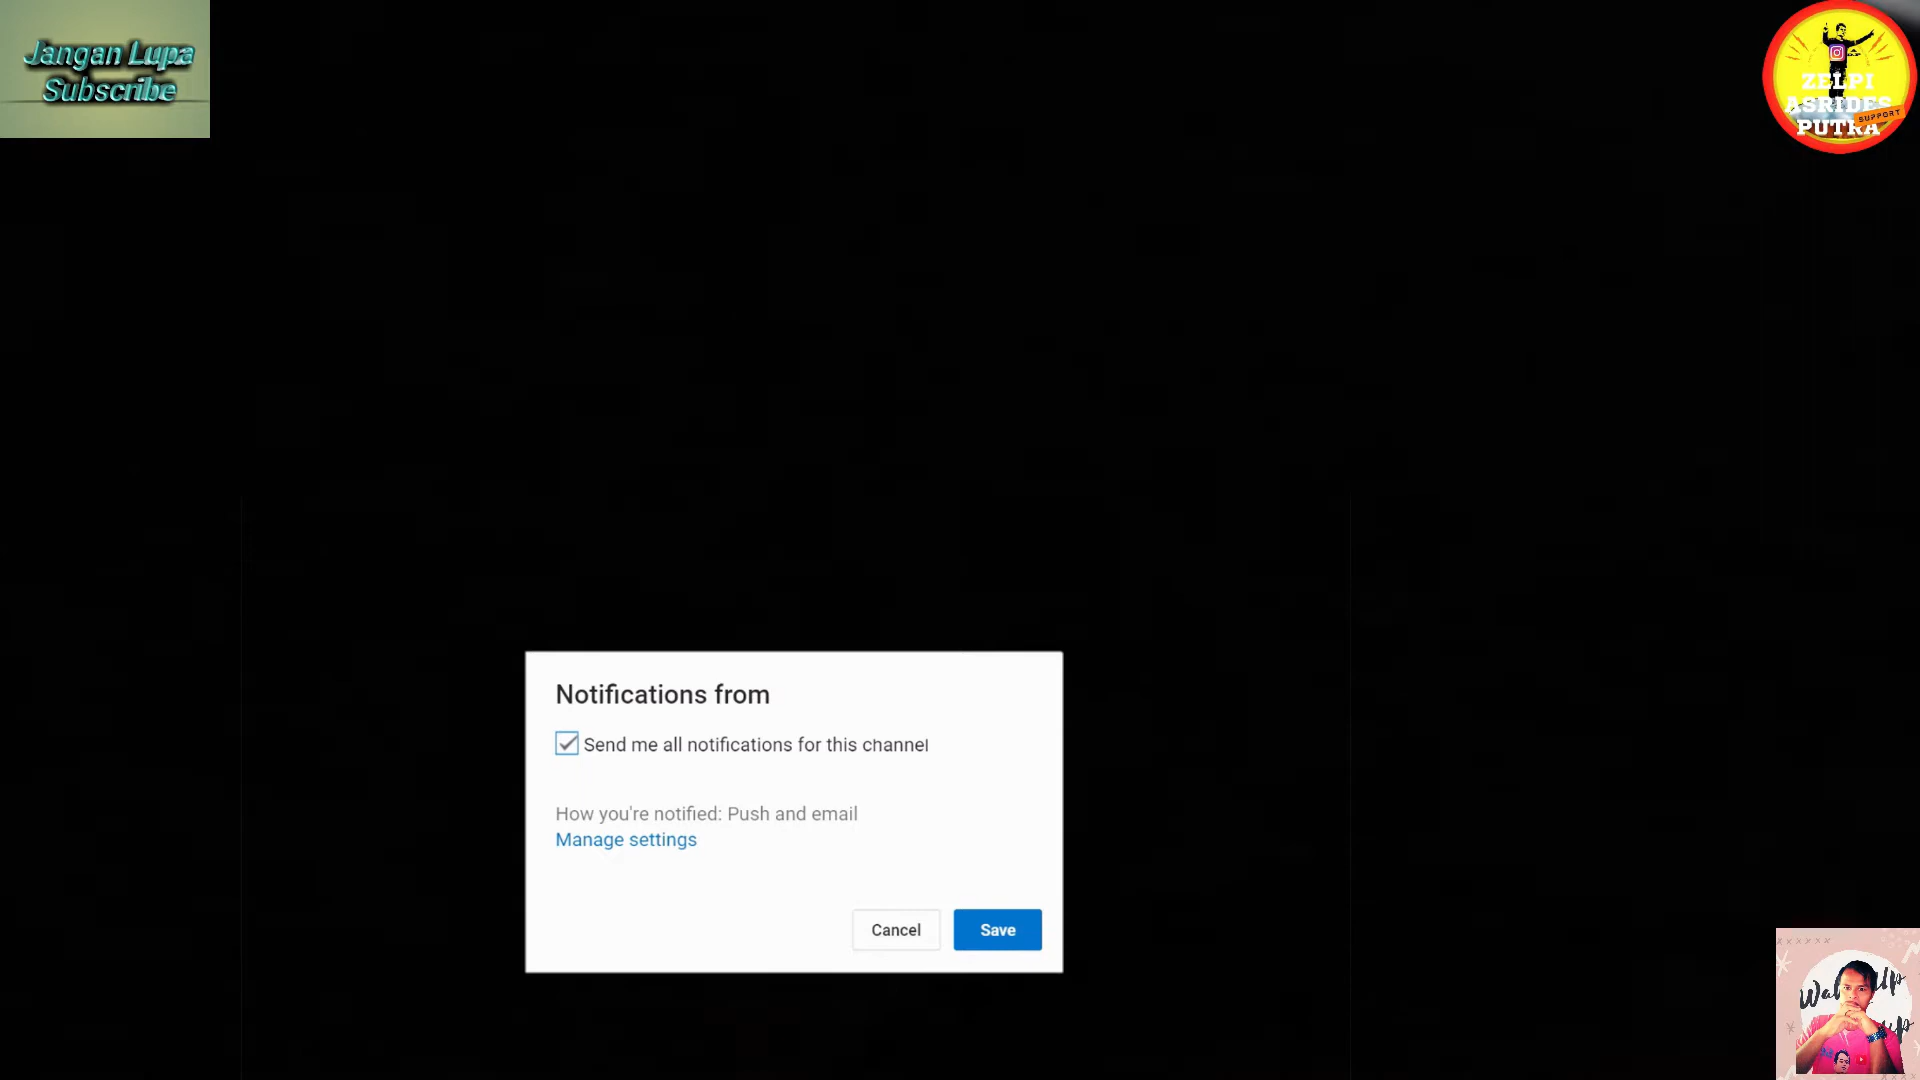 Jangan Lupa
Subscribe
ZELPI
ASRIDES
SUPPORT
PUTRA
Notifications from
Send me all notifications for this channel
How you're notified: Push and email
Manage settings
Cancel
Save